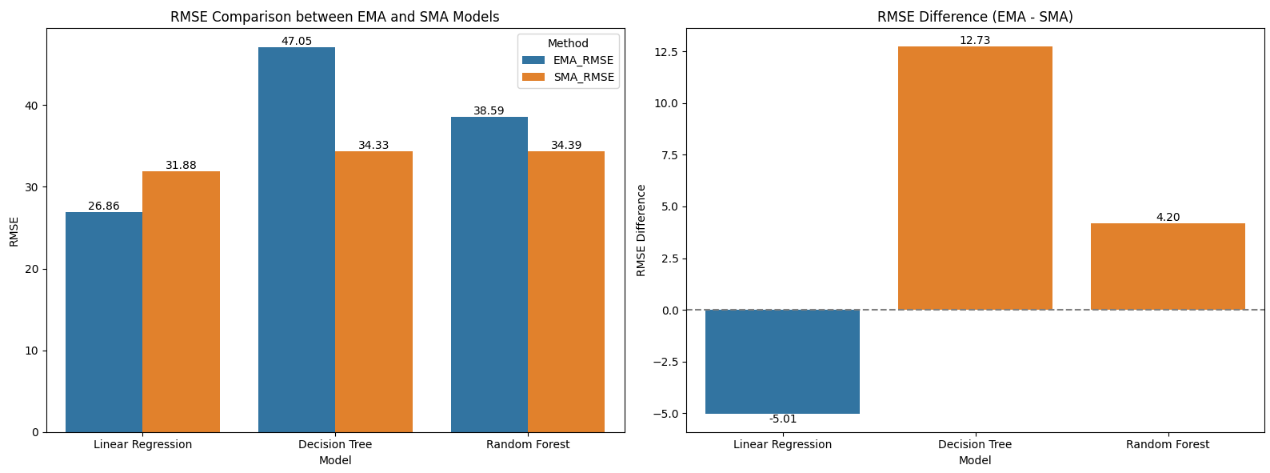 RMSE Comparison between EMA and SMA Models
Method
EMA_RMSE
SMA_RMSE
47.05
38.59
34.33
34.39
31.88
26.86
40
30
20
10
0
RMSE
Linear Regression
Decision Tree
Random Forest
Model
RMSE Difference (EMA - SMA)
12.73
4.20
-5.01
12.5
10.0
7.5
5.0
2.5
0.0
−2.5
−5.0
RMSE Difference
Linear Regression
Decision Tree
Random Forest
Model